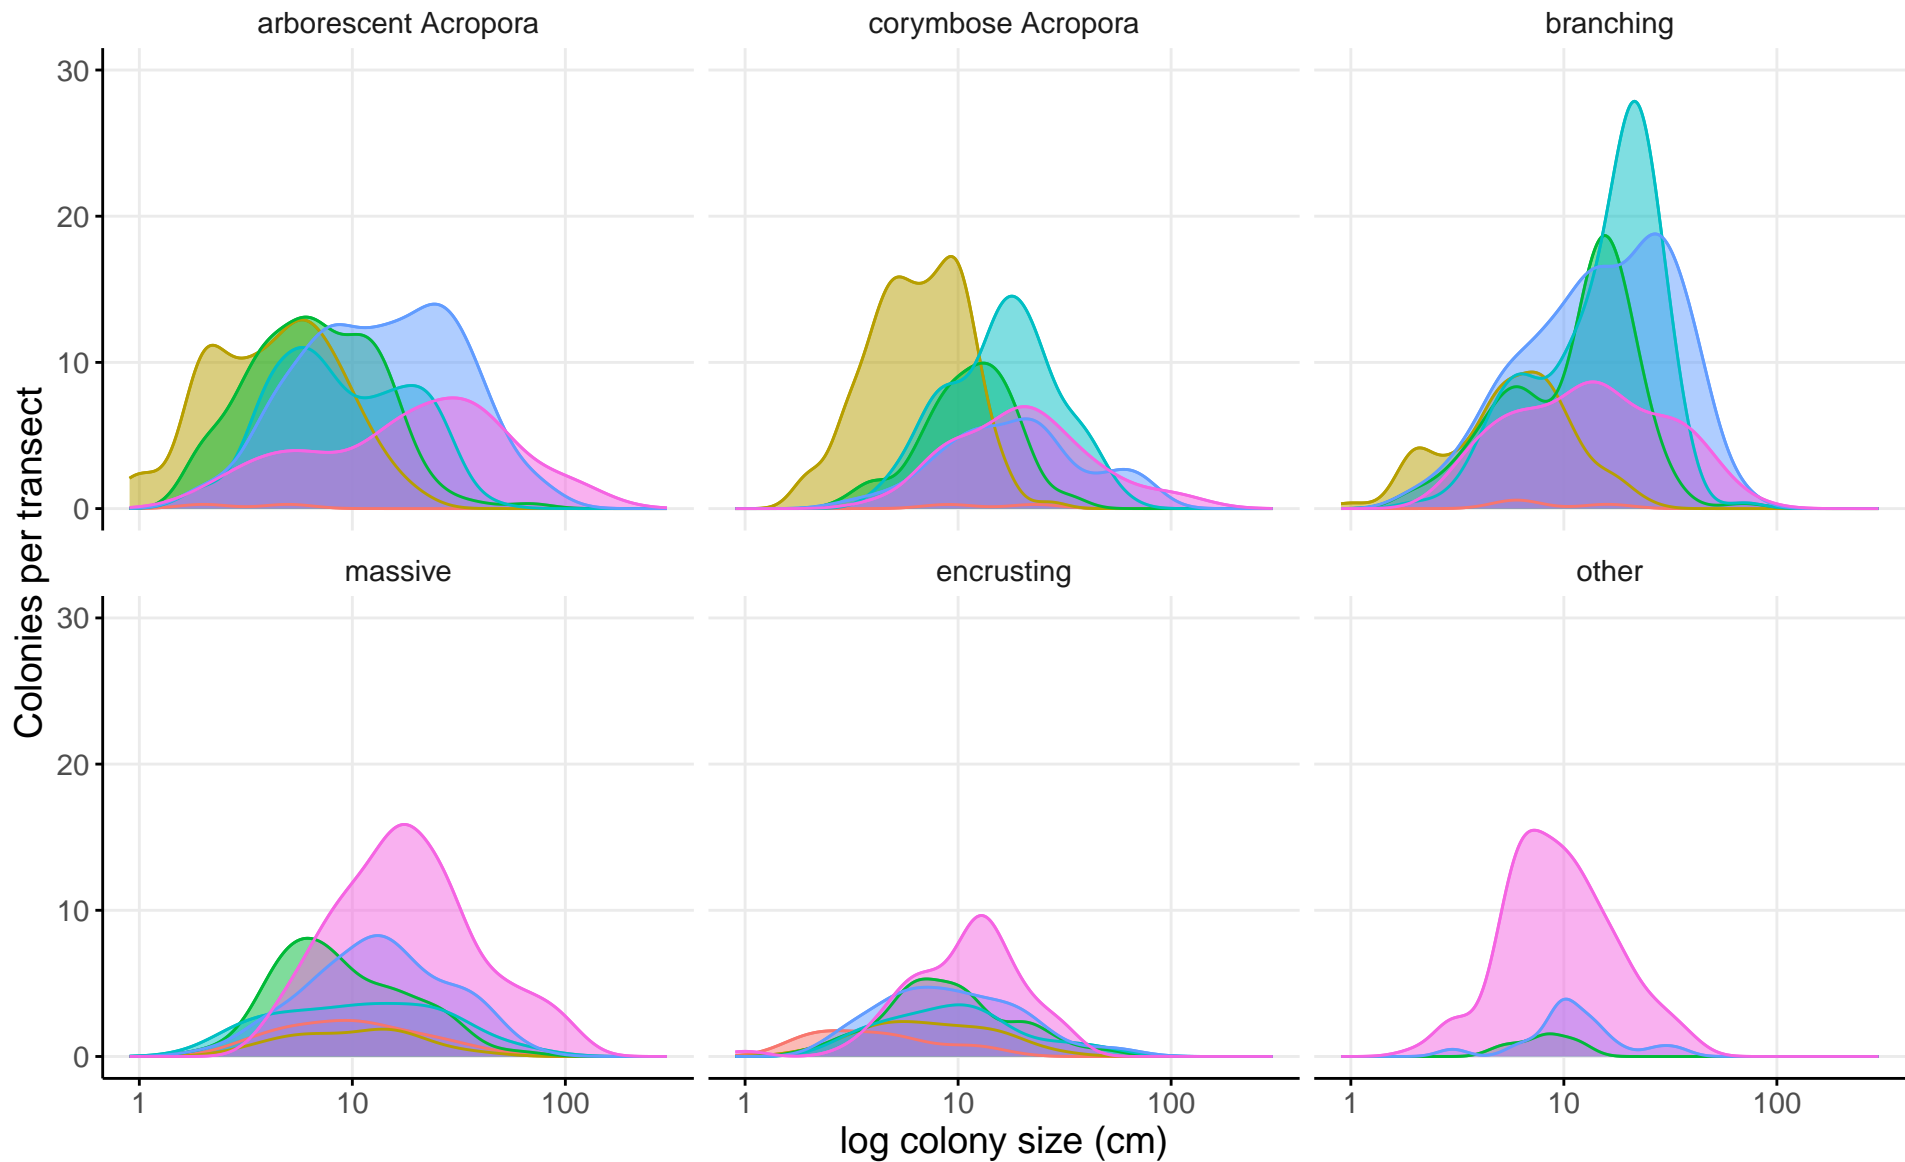 arborescent Acropora
corymbose Acropora
branching
30
20
10
0
massive
encrusting
other
30
20
10
0
1
10
100
1
10
100
1
10
100
Colonies per transect
log colony size (cm)